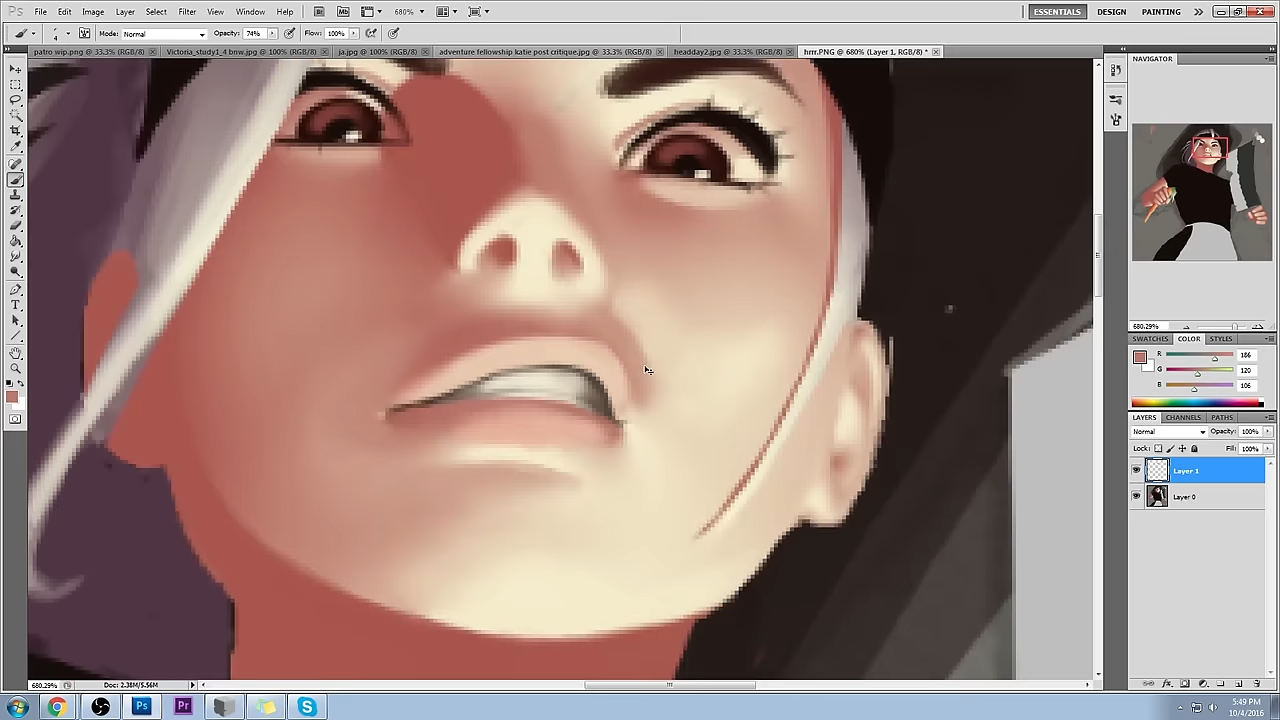 Ps File Edit Image Layer Select Filter View Window Help Br Mb 680% ESSENTIALS DESIGN PAINTING
4 Mode: Normal Opacity: 74% Flow: 100%
patro wip.png @ 33.3% (RGB/8) Victoria_study1_4 bnw.jpg @ 100% (RGB/8) ja.jpg @ 100% (RGB/8) adventure fellowship katie post critique.jpg @ 33.3% (RGB/8) headday2.jpg @ 33.3% (RGB/8) hrrr.PNG @ 680% (Layer 1, RGB/8) *
NAVIGATOR
680.29%
SWATCHES COLOR STYLES
R 186
G 120
B 106
LAYERS CHANNELS PATHS
Normal Opacity: 100%
Lock: Fill: 100%
Layer 1
Layer 0
680.29% Doc: 2.38M/5.56M
Ps Pr
5:49 PM
10/4/2016